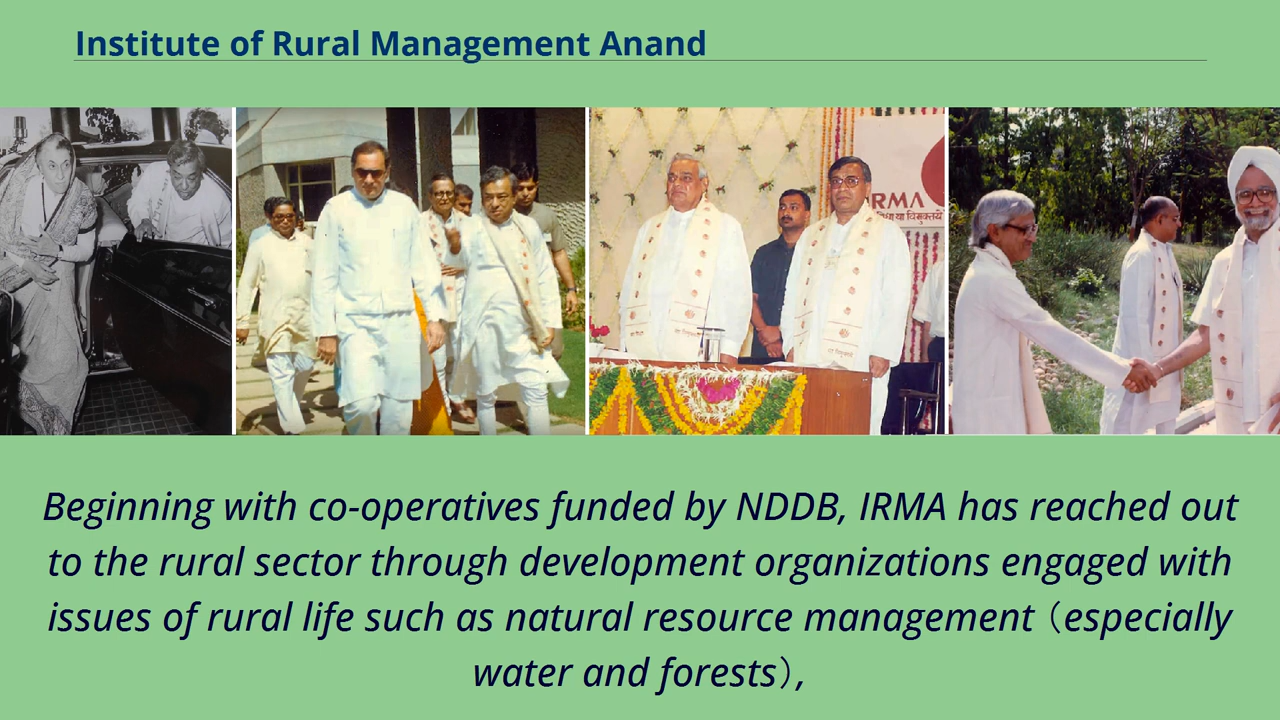 Institute of Rural Management Anand
IRMA
Beginning with co-operatives funded by NDDB, IRMA has reached out
to the rural sector through development organizations engaged with
issues of rural life such as natural resource management（especially
water and forests）,